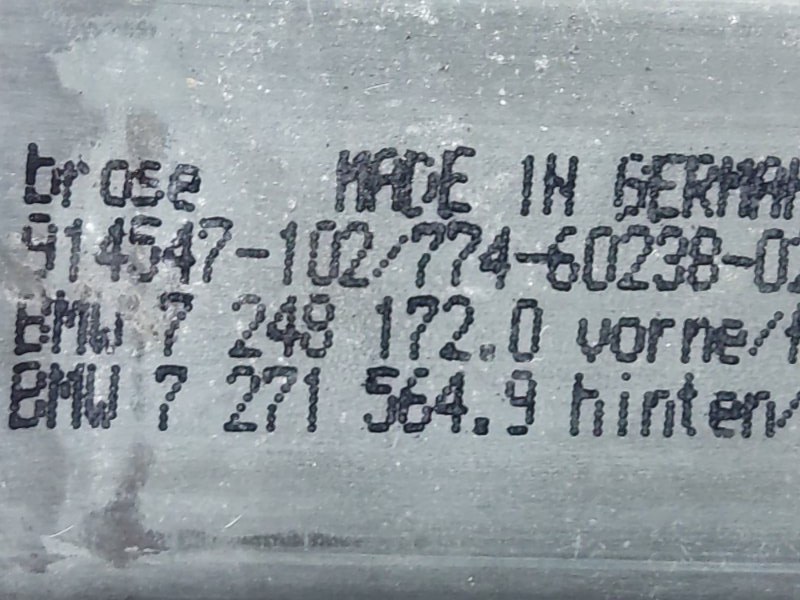 brose MADE IN GERMAN
914547-102/774-60238-02
BMW 7 248 172.0 vorne/f
BMW 7 271 564.9 hinten/